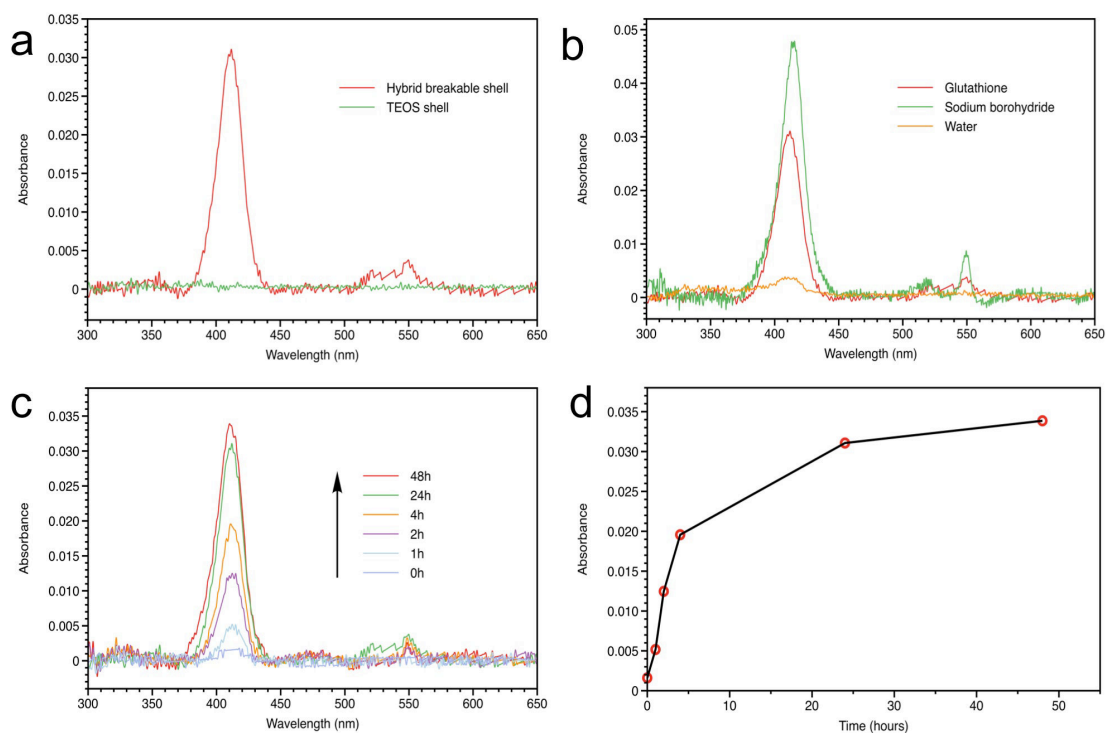 a
0.035
0.030
0.025
0.020
0.015
0.010
0.005
0
Absorbance
Hybrid breakable shell
TEOS shell
300 350 400 450 500 550 600 650
Wavelength (nm)
b
0.05
0.04
0.03
0.02
0.01
0
Absorbance
Glutathione
Sodium borohydride
Water
300 350 400 450 500 550 600 650
Wavelength (nm)
c
0.035
0.030
0.025
0.020
0.015
0.010
0.005
0
Absorbance
48h
24h
4h
2h
1h
0h
300 350 400 450 500 550 600 650
Wavelength (nm)
d
0.035
0.030
0.025
0.020
0.015
0.010
0.005
0
Absorbance
0 10 20 30 40 50
Time (hours)